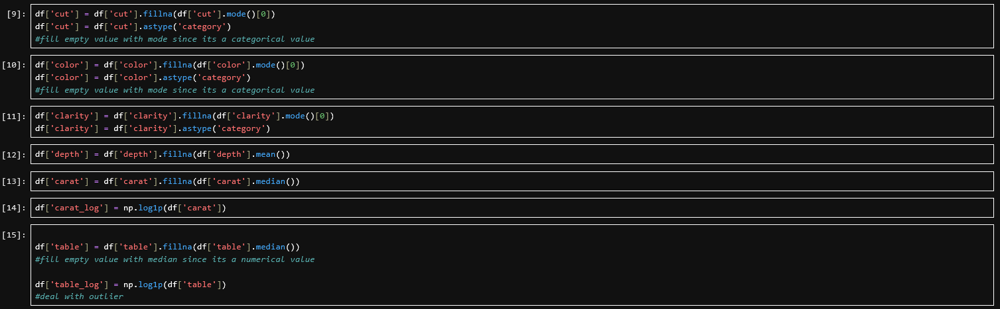 [9]: df['cut'] = df['cut'].fillna(df['cut'].mode()[0])
df['cut'] = df['cut'].astype('category')
#fill empty value with mode since its a categorical value
[10]: df['color'] = df['color'].fillna(df['color'].mode()[0])
df['color'] = df['color'].astype('category')
#fill empty value with mode since its a categorical value
[11]: df['clarity'] = df['clarity'].fillna(df['clarity'].mode()[0])
df['clarity'] = df['clarity'].astype('category')
[12]: df['depth'] = df['depth'].fillna(df['depth'].mean())
[13]: df['carat'] = df['carat'].fillna(df['carat'].median())
[14]: df['carat_log'] = np.log1p(df['carat'])
[15]:
df['table'] = df['table'].fillna(df['table'].median())
#fill empty value with median since its a numerical value
df['table_log'] = np.log1p(df['table'])
#deal with outlier